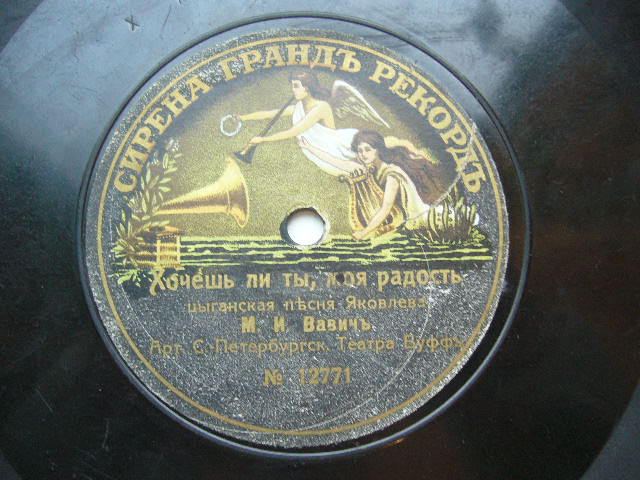 СИРЕНА ГРАНДЪ РЕКОРДЪ
Хочешь ли ты, моя радость
цыганская пѣсня Яковлева
М. И. Вавичъ.
Арт. С.-Петербургск. Театра Буффъ
№ 12771